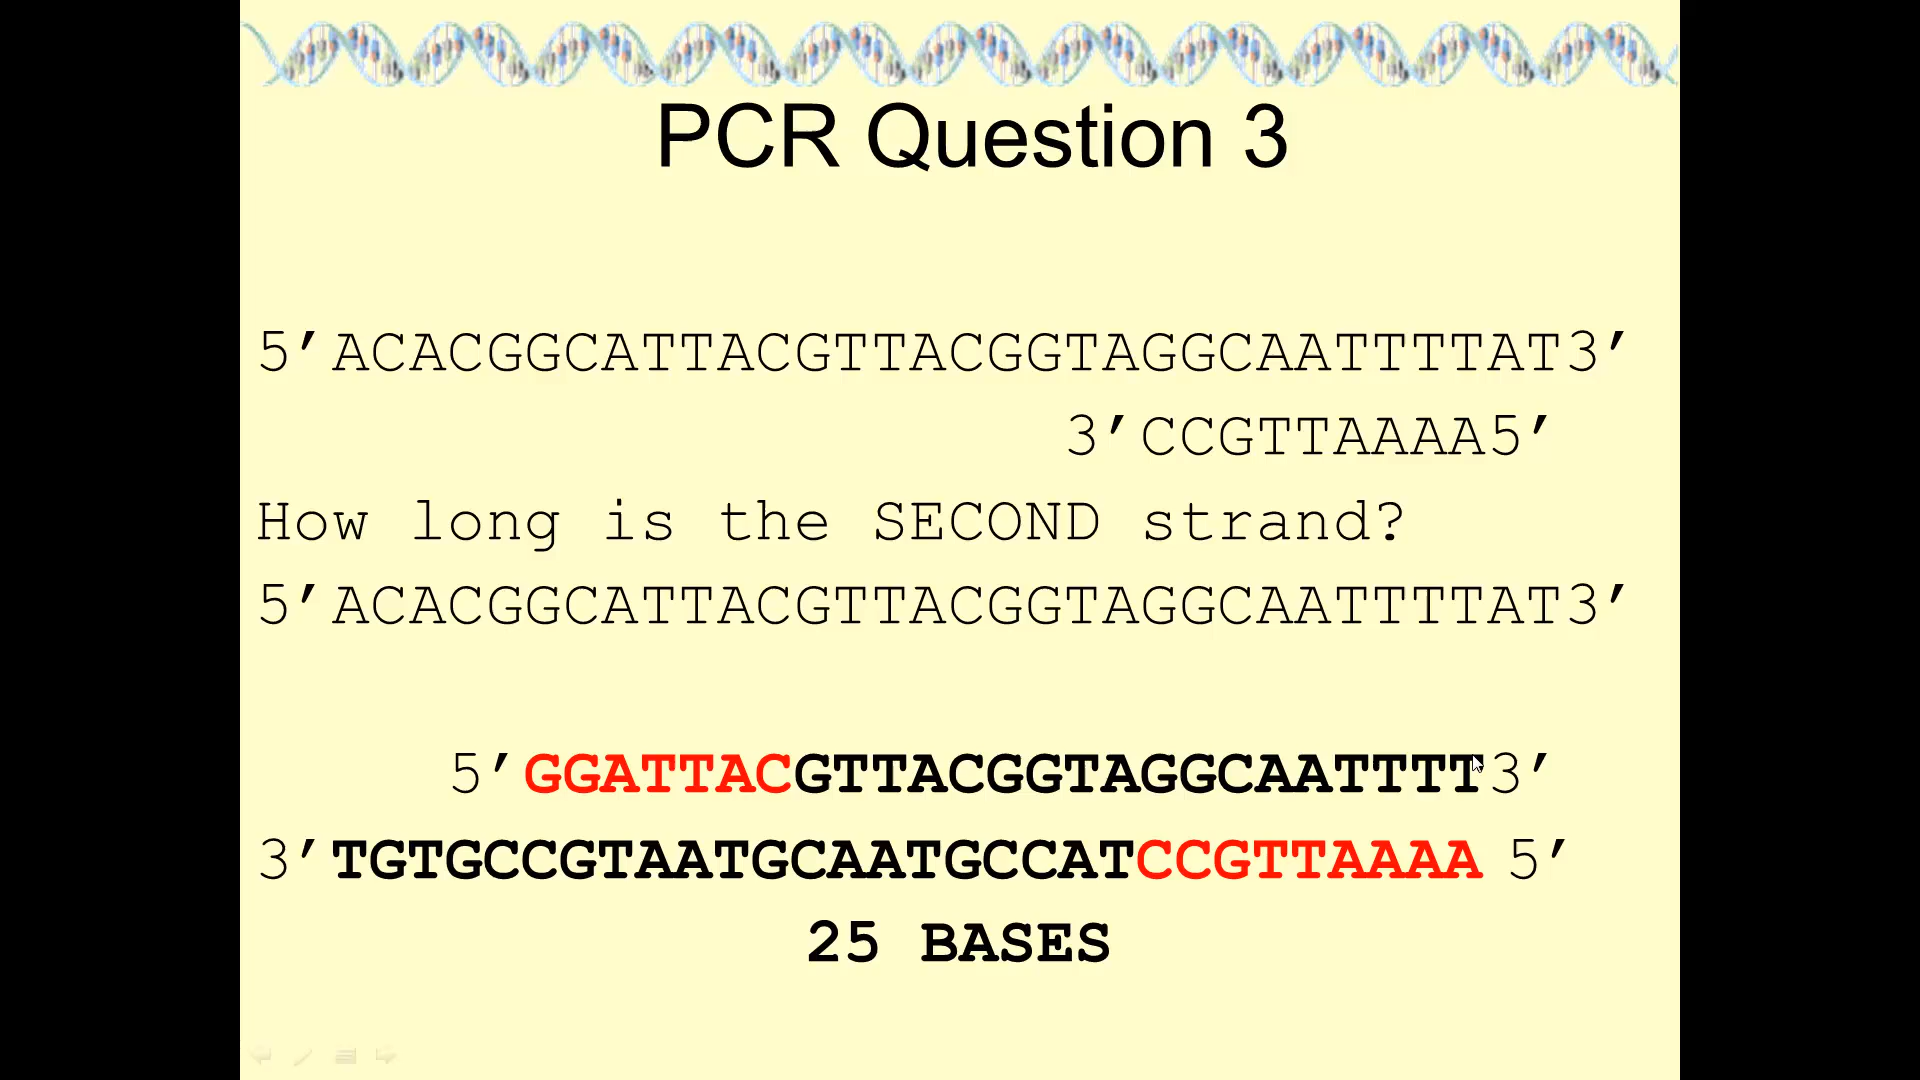 PCR Question 3
5’ACACGGCATTACGTTACGGTAGGCAATTTTAT3’
3’CCGTTAAAA5’
How long is the SECOND strand?
5’ACACGGCATTACGTTACGGTAGGCAATTTTAT3’
5’GGATTACGTTACGGTAGGCAATTTT3’
3’TGTGCCGTAATGCAATGCCATCCGTTAAAA 5’
25 BASES